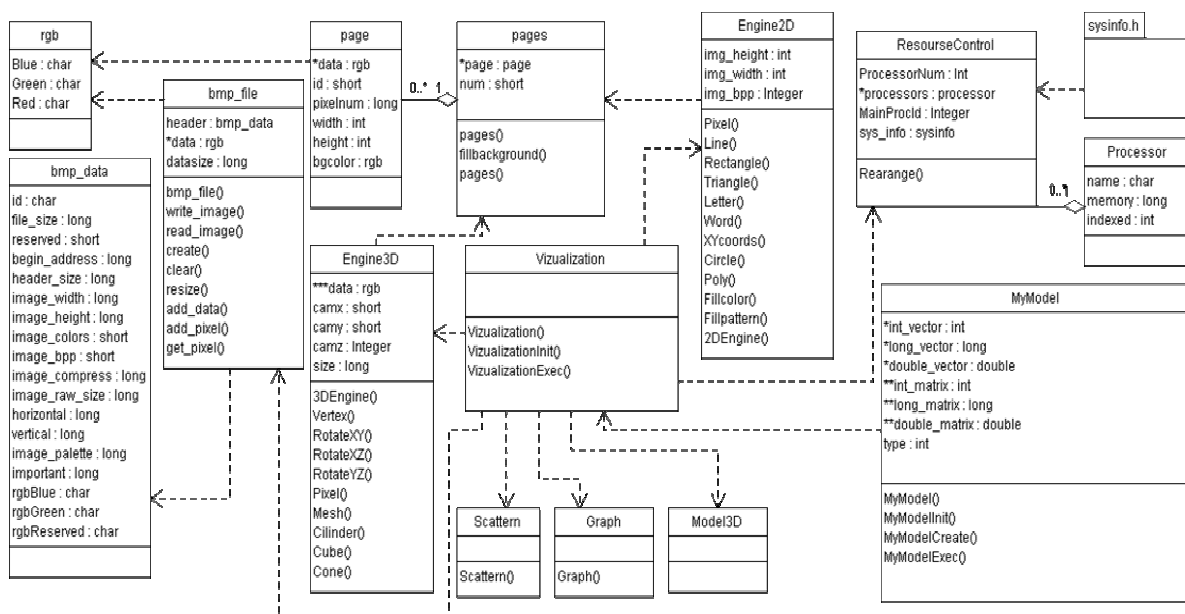 rgb
Blue : char
Green : char
Red : char
bmp_file
header : bmp_data
*data : rgb
datasize : long
bmp_file()
write_image()
read_image()
create()
clear()
resize()
add_data()
add_pixel()
get_pixel()
bmp_data
id : char
file_size : long
reserved : short
begin_address : long
header_size : long
image_width : long
image_height : long
image_colors : short
image_bpp : short
image_compress : long
image_raw_size : long
horizontal : long
vertical : long
image_palette : long
important : long
rgbBlue : char
rgbGreen : char
rgbReserved : char
page
*data : rgb
id : short
pixelnum : long
width : int
height : int
bgcolor : rgb
0..* 1
pages
*page : page
num : short
pages()
fillbackground()
pages()
Engine2D
img_height : int
img_width : int
img_bpp : Integer
Pixel()
Line()
Rectangle()
Triangle()
Letter()
Word()
XYcoords()
Circle()
Poly()
Fillcolor()
Fillpattern()
2DEngine()
ResourseControl
ProcessorNum : Int
*processors : processor
MainProcId : Integer
sys_info : sysinfo
Rearange()
sysinfo.h
Processor
name : char
memory : long
indexed : int
Engine3D
***data : rgb
camx : short
camy : short
camz : Integer
size : long
3DEngine()
Vertex()
RotateXY()
RotateXZ()
RotateYZ()
Pixel()
Mesh()
Cilinder()
Cube()
Cone()
Vizualization
Vizualization()
VizualizationInit()
VizualizationExec()
MyModel
*int_vector : int
*long_vector : long
*double_vector : double
**int_matrix : int
**long_matrix : long
**double_matrix : double
type : int
MyModel()
MyModelInit()
MyModelCreate()
MyModelExec()
Scattern
Scattern()
Graph
Graph()
Model3D